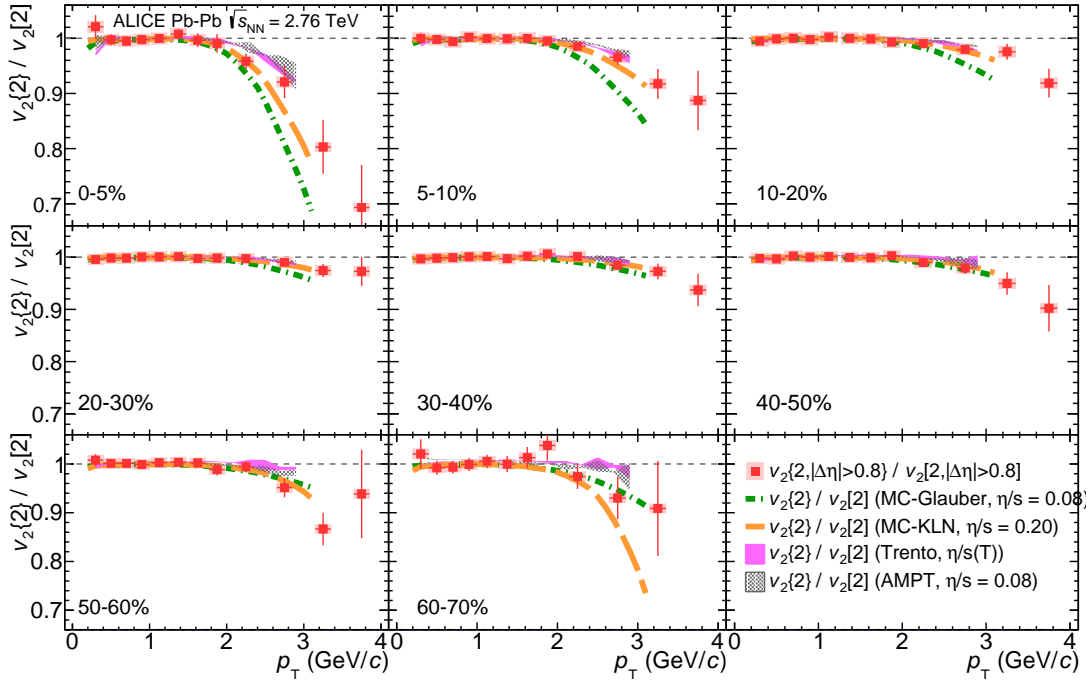 ALICE Pb-Pb √s_NN = 2.76 TeV
v₂{2} / v₂[2]
1
0.9
0.8
0.7
0-5%
5-10%
10-20%
v₂{2} / v₂[2]
1
0.9
0.8
0.7
20-30%
30-40%
40-50%
v₂{2} / v₂[2]
1
0.9
0.8
0.7
50-60%
60-70%
v₂{2,|Δη|>0.8} / v₂[2,|Δη|>0.8]
v₂{2} / v₂[2] (MC-Glauber, η/s = 0.08)
v₂{2} / v₂[2] (MC-KLN, η/s = 0.20)
v₂{2} / v₂[2] (Trento, η/s(T))
v₂{2} / v₂[2] (AMPT, η/s = 0.08)
0 1 2 3 4 0 1 2 3 4 0 1 2 3 4
p_T (GeV/c) p_T (GeV/c) p_T (GeV/c)